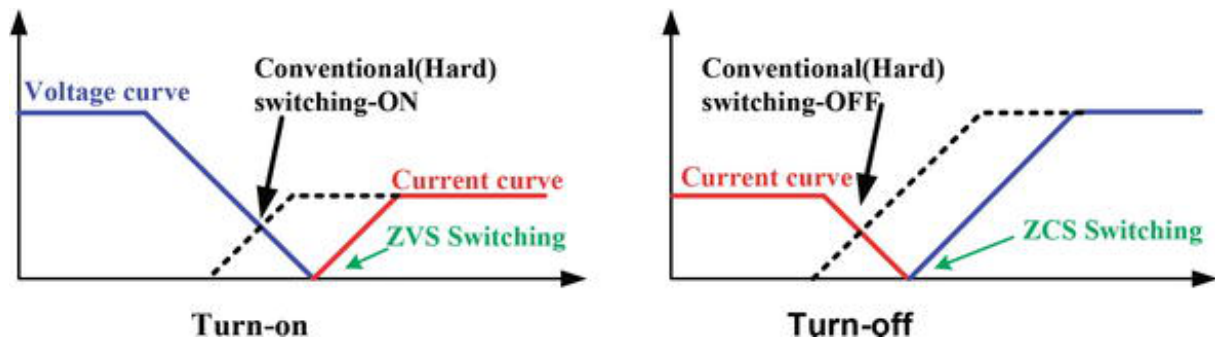 Voltage curve
Conventional(Hard)
switching-ON
Current curve
ZVS Switching
Turn-on
Conventional(Hard)
switching-OFF
Current curve
ZCS Switching
Turn-off